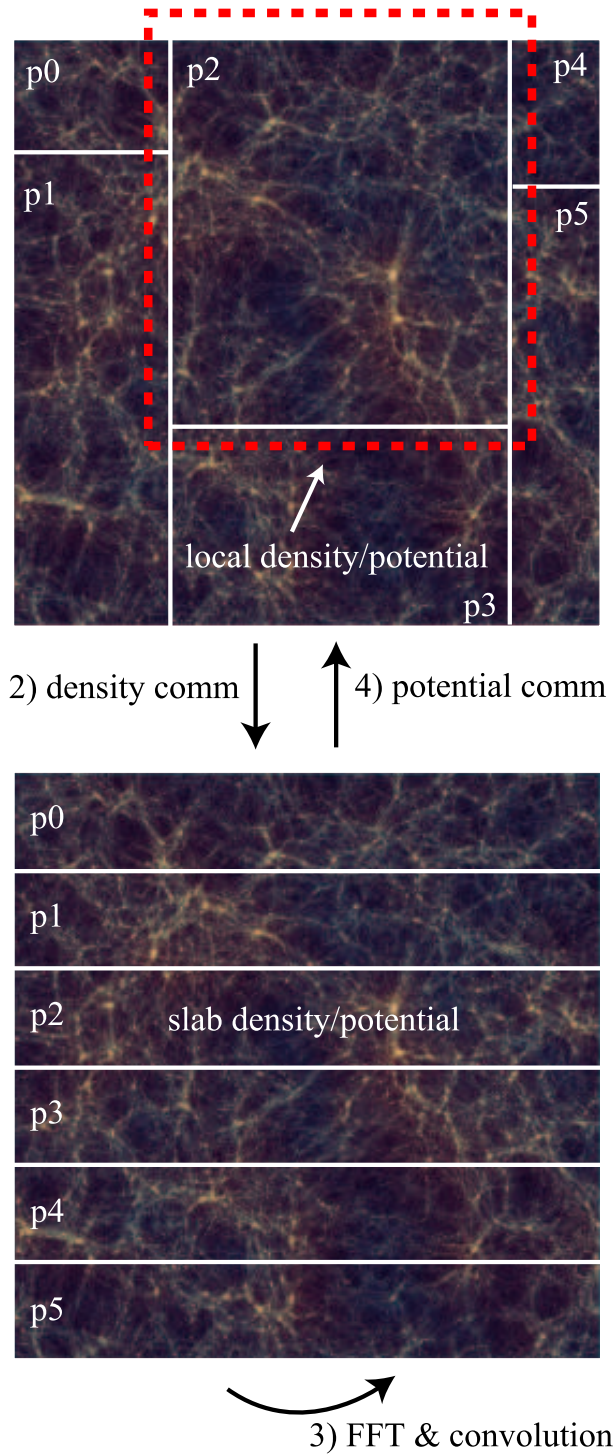 p0
p2
p4
p1
p5
local density/potential
p3
2) density comm
4) potential comm
p0
p1
p2
slab density/potential
p3
p4
p5
3) FFT & convolution